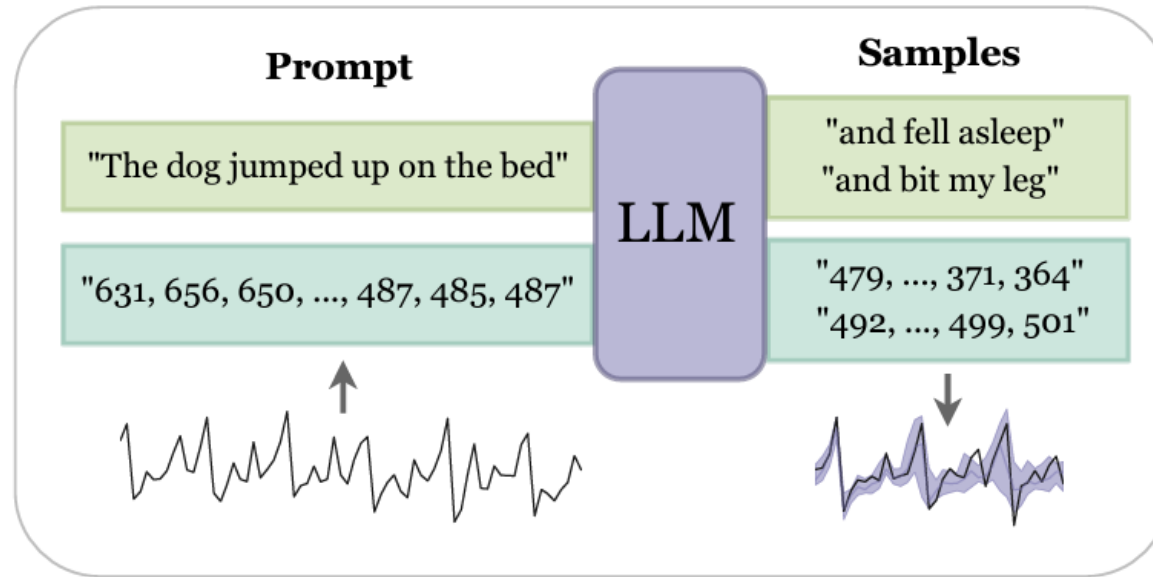 Prompt
"The dog jumped up on the bed"
"631, 656, 650, ..., 487, 485, 487"
LLM
Samples
"and fell asleep"
"and bit my leg"
"479, ..., 371, 364"
"492, ..., 499, 501"